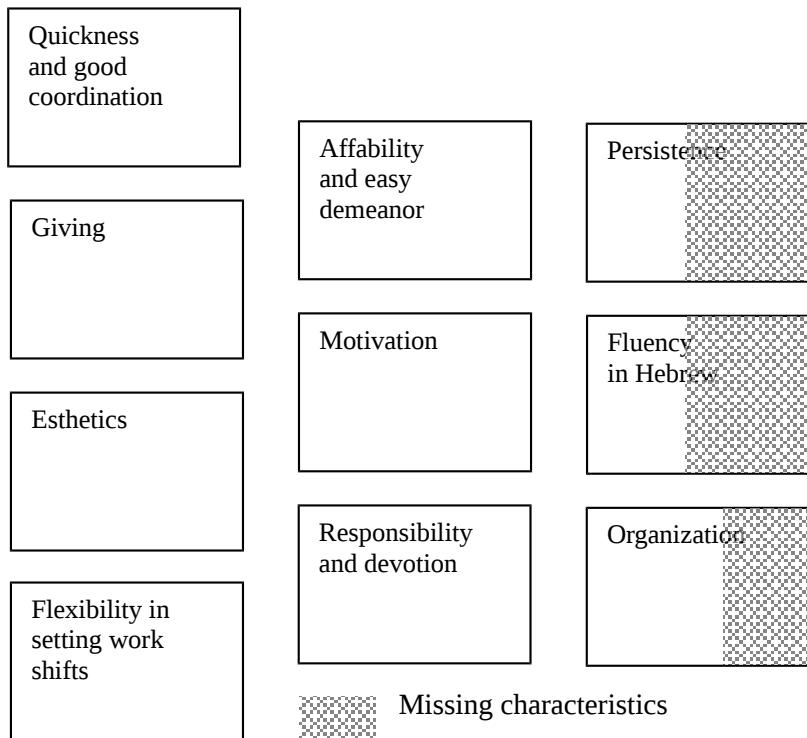 Quickness
and good
coordination
Giving
Esthetics
Flexibility in
setting work
shifts
Affability
and easy
demeanor
Motivation
Responsibility
and devotion
Persistence
Fluency
in Hebrew
Organization
Missing characteristics